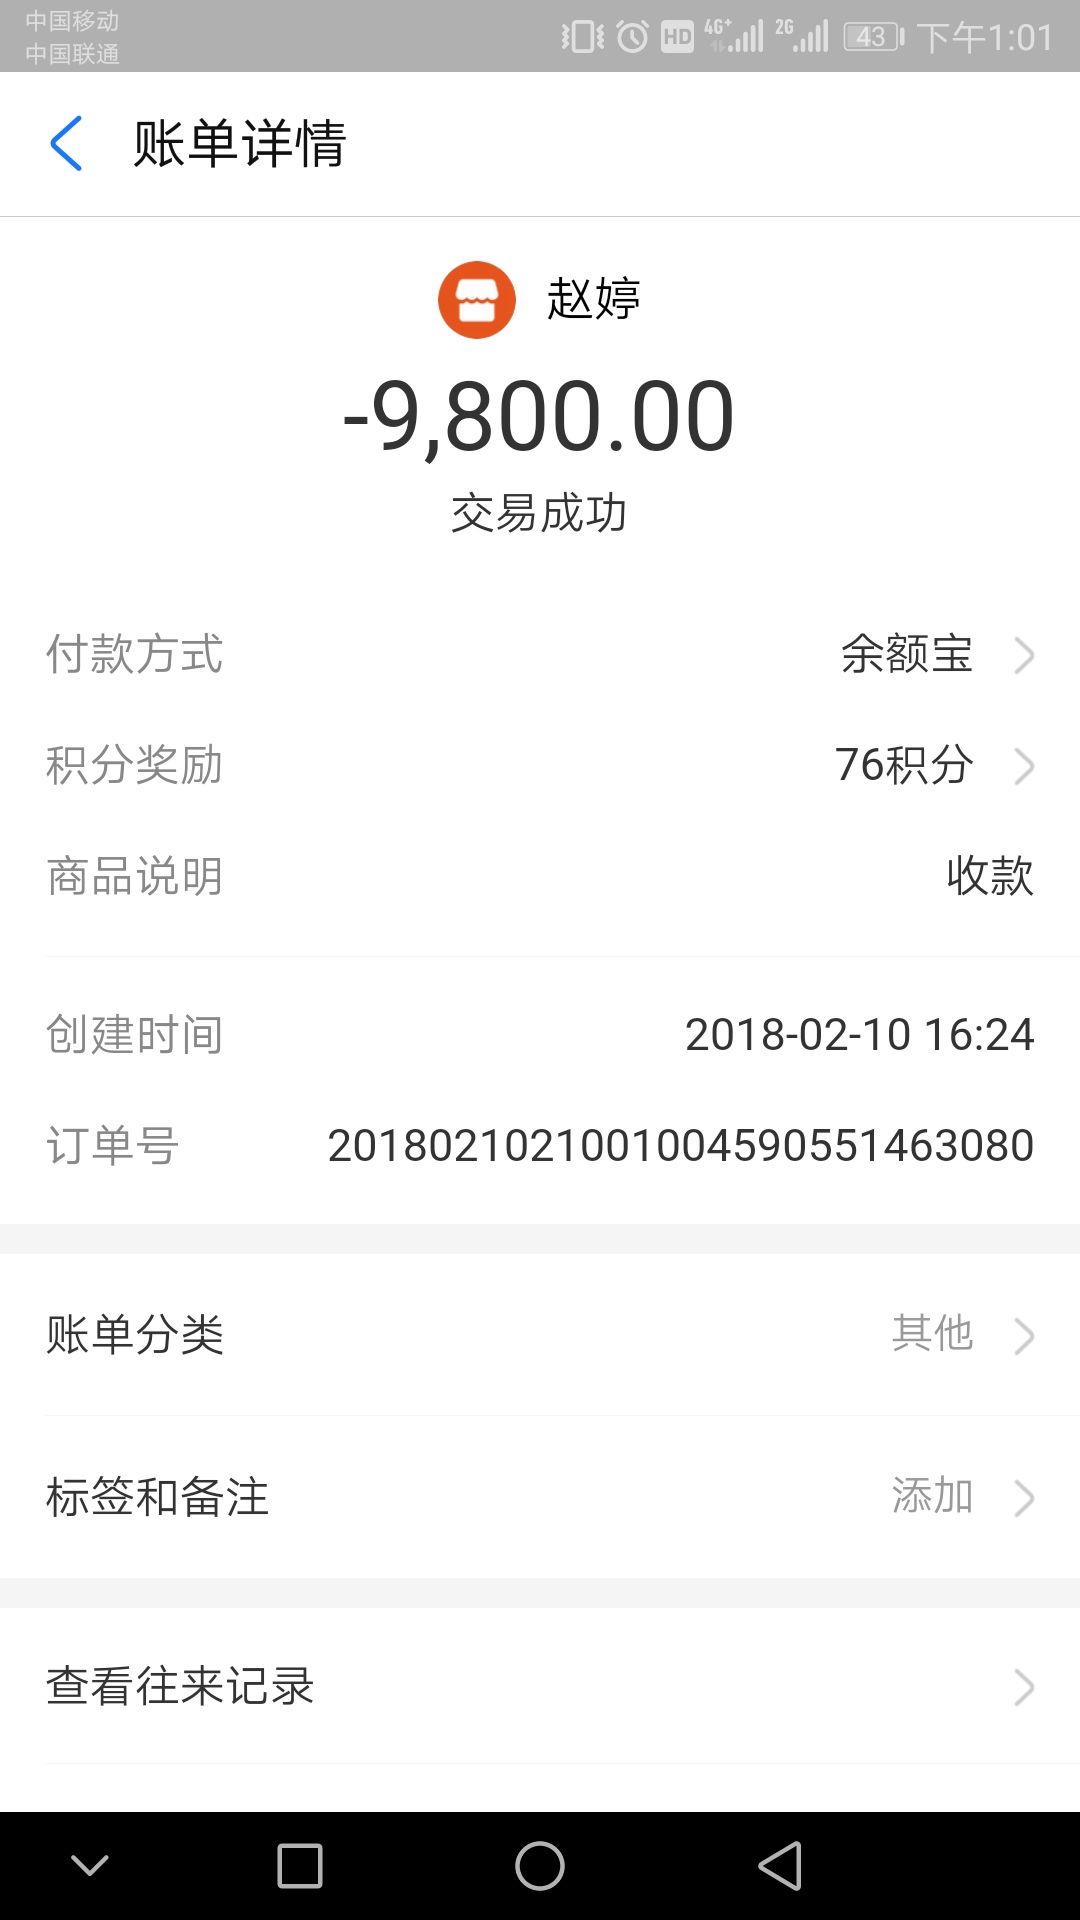 中国移动
中国联通
HD 4G+ 2G 43 下午1:01
账单详情
赵婷
-9,800.00
交易成功
付款方式 余额宝
积分奖励 76积分
商品说明 收款
创建时间 2018-02-10 16:24
订单号 20180210210010004590551463080
账单分类 其他
标签和备注 添加
查看往来记录